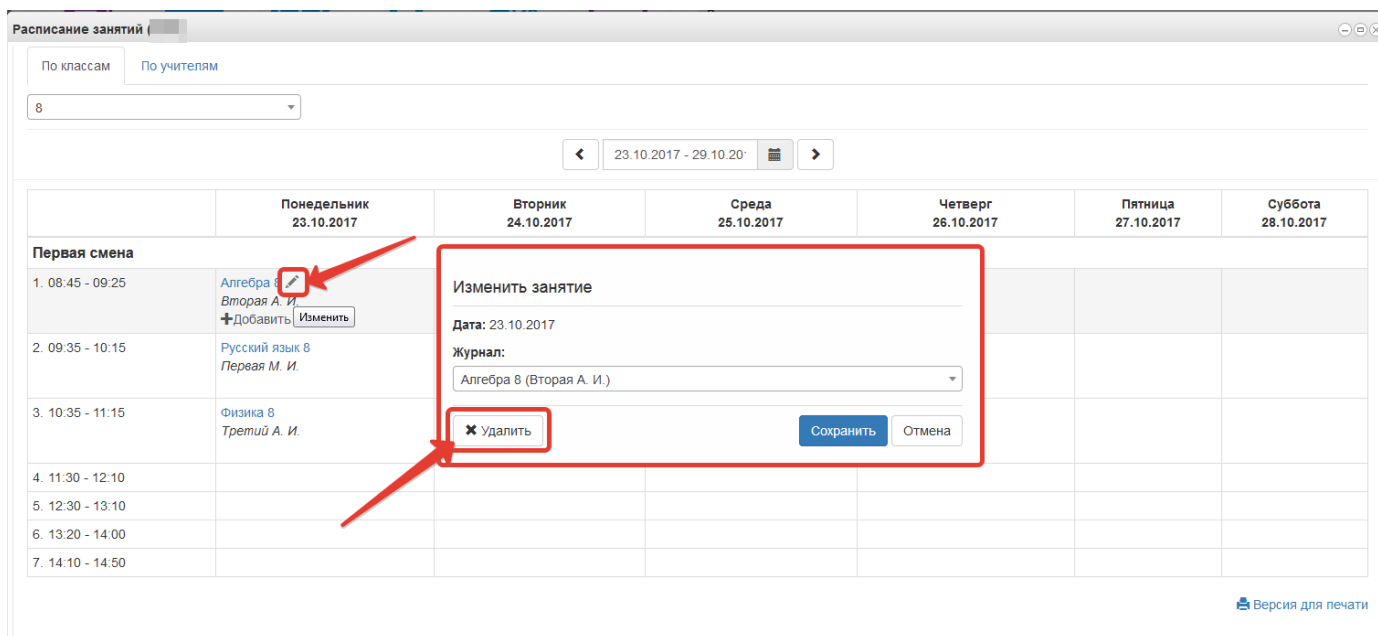 Расписание занятий (
По классам По учителям
8
23.10.2017 - 29.10.20
Понедельник Вторник Среда Четверг Пятница Суббота
23.10.2017 24.10.2017 25.10.2017 26.10.2017 27.10.2017 28.10.2017
Первая смена
1. 08:45 - 09:25 Алгебра 8
Вторая А. И.
Добавить Изменить
2. 09:35 - 10:15 Русский язык 8
Первая М. И.
3. 10:35 - 11:15 Физика 8
Третий А. И.
4. 11:30 - 12:10
5. 12:30 - 13:10
6. 13:20 - 14:00
7. 14:10 - 14:50
Изменить занятие
Дата: 23.10.2017
Журнал:
Алгебра 8 (Вторая А. И.)
Удалить Сохранить Отмена
Версия для печати